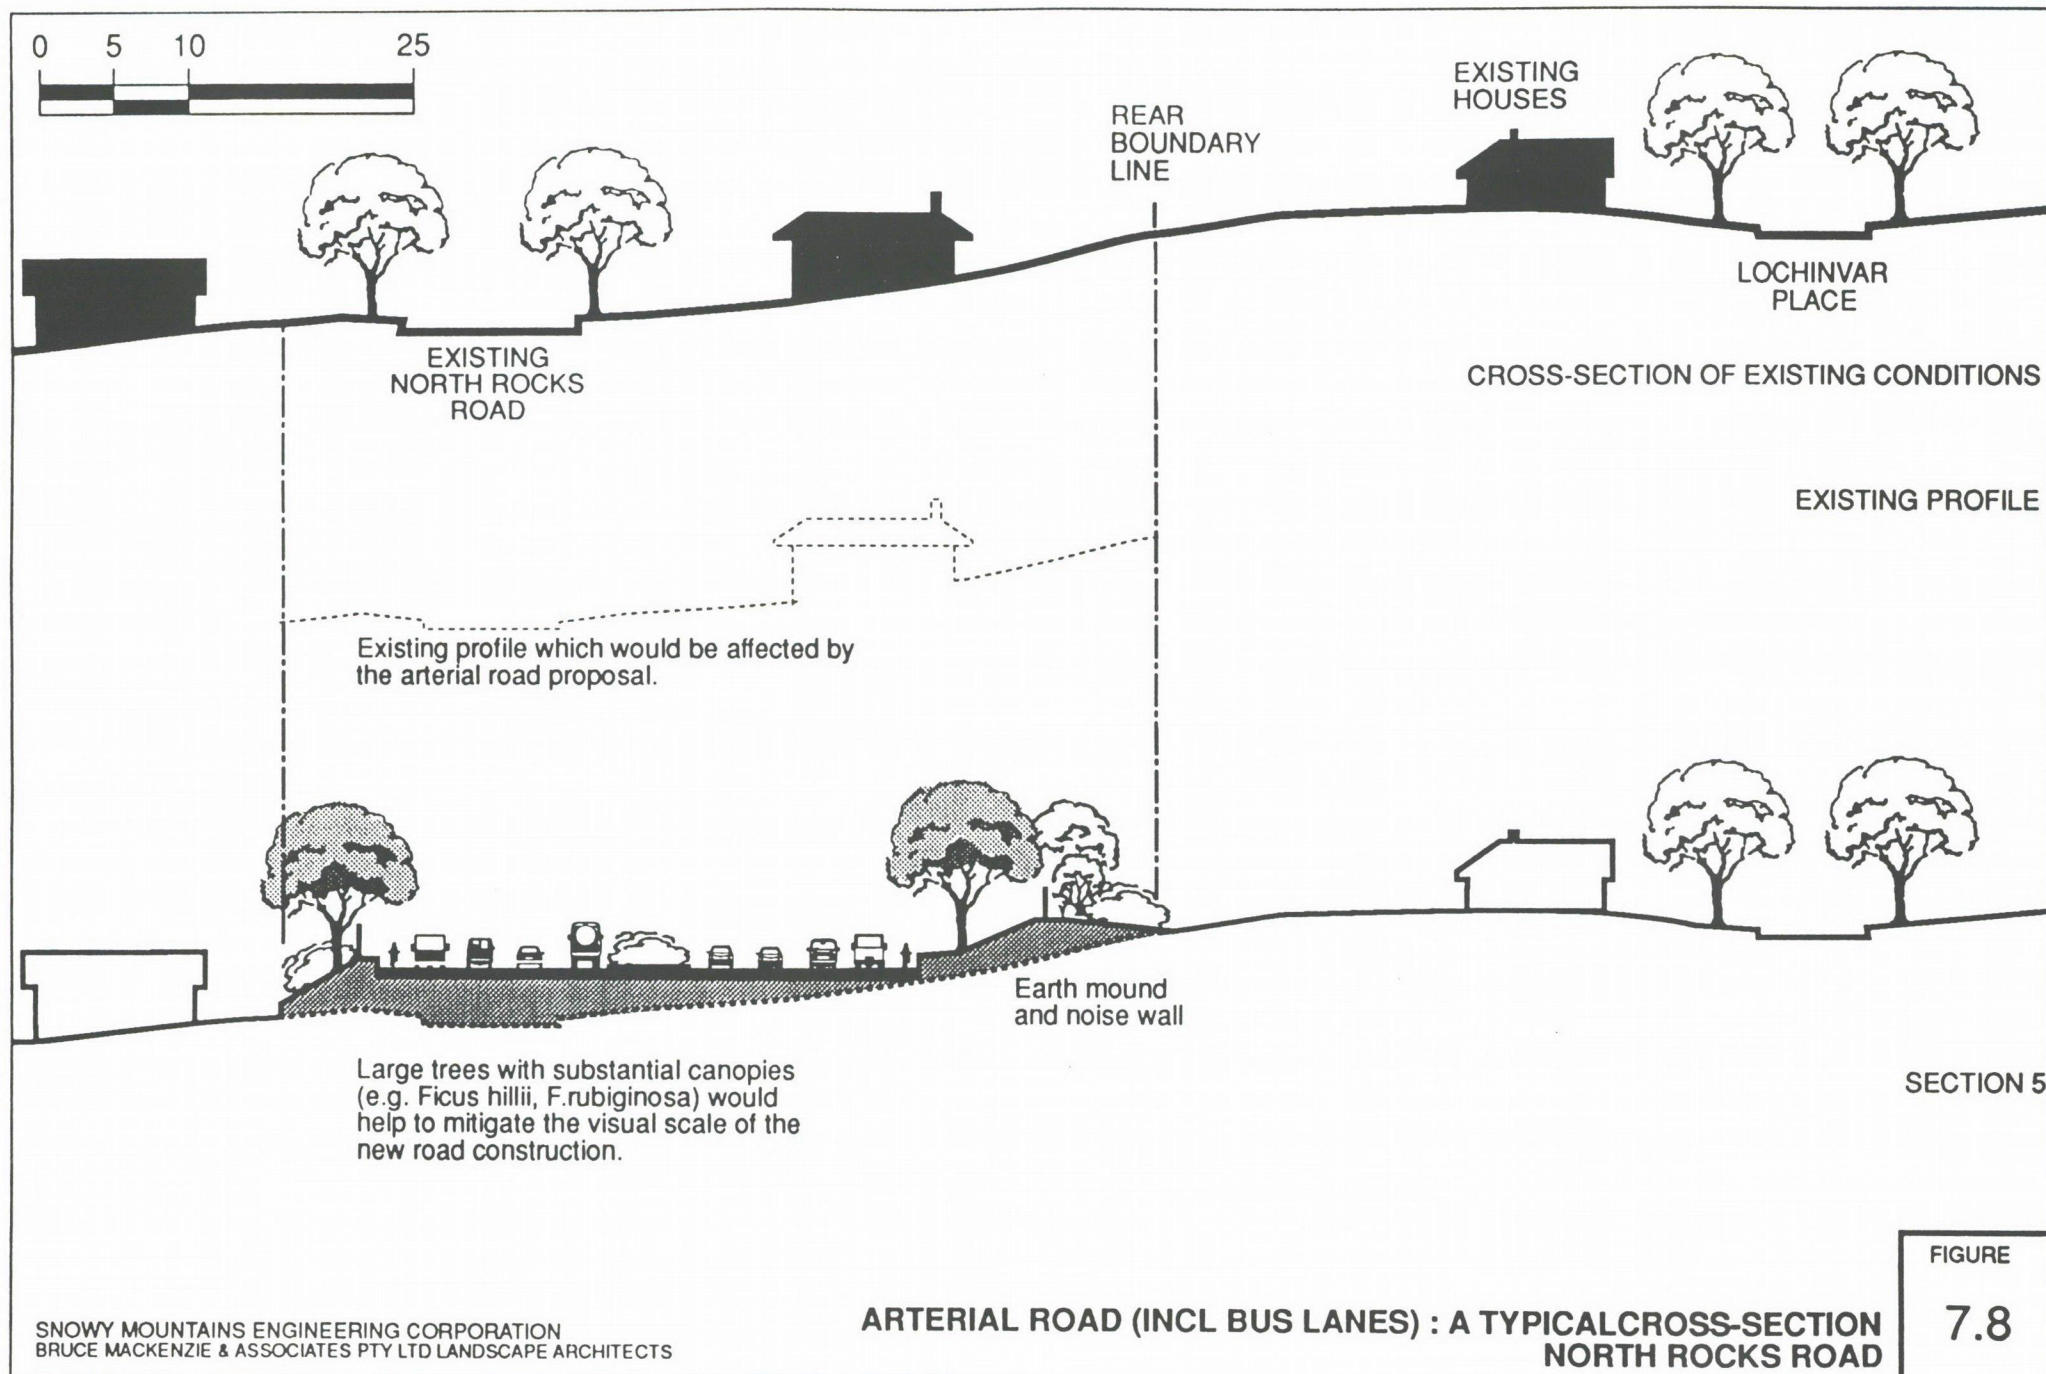 0 5 10 25
EXISTING
HOUSES
REAR
BOUNDARY
LINE
LOCHINVAR
PLACE
EXISTING
NORTH ROCKS
ROAD
CROSS-SECTION OF EXISTING CONDITIONS
EXISTING PROFILE
Existing profile which would be affected by
the arterial road proposal.
Earth mound
and noise wall
Large trees with substantial canopies
(e.g. Ficus hillii, F.rubiginosa) would
help to mitigate the visual scale of the
new road construction.
SECTION 5
SNOWY MOUNTAINS ENGINEERING CORPORATION
BRUCE MACKENZIE & ASSOCIATES PTY LTD LANDSCAPE ARCHITECTS
ARTERIAL ROAD (INCL BUS LANES) : A TYPICALCROSS-SECTION
NORTH ROCKS ROAD
FIGURE
7.8